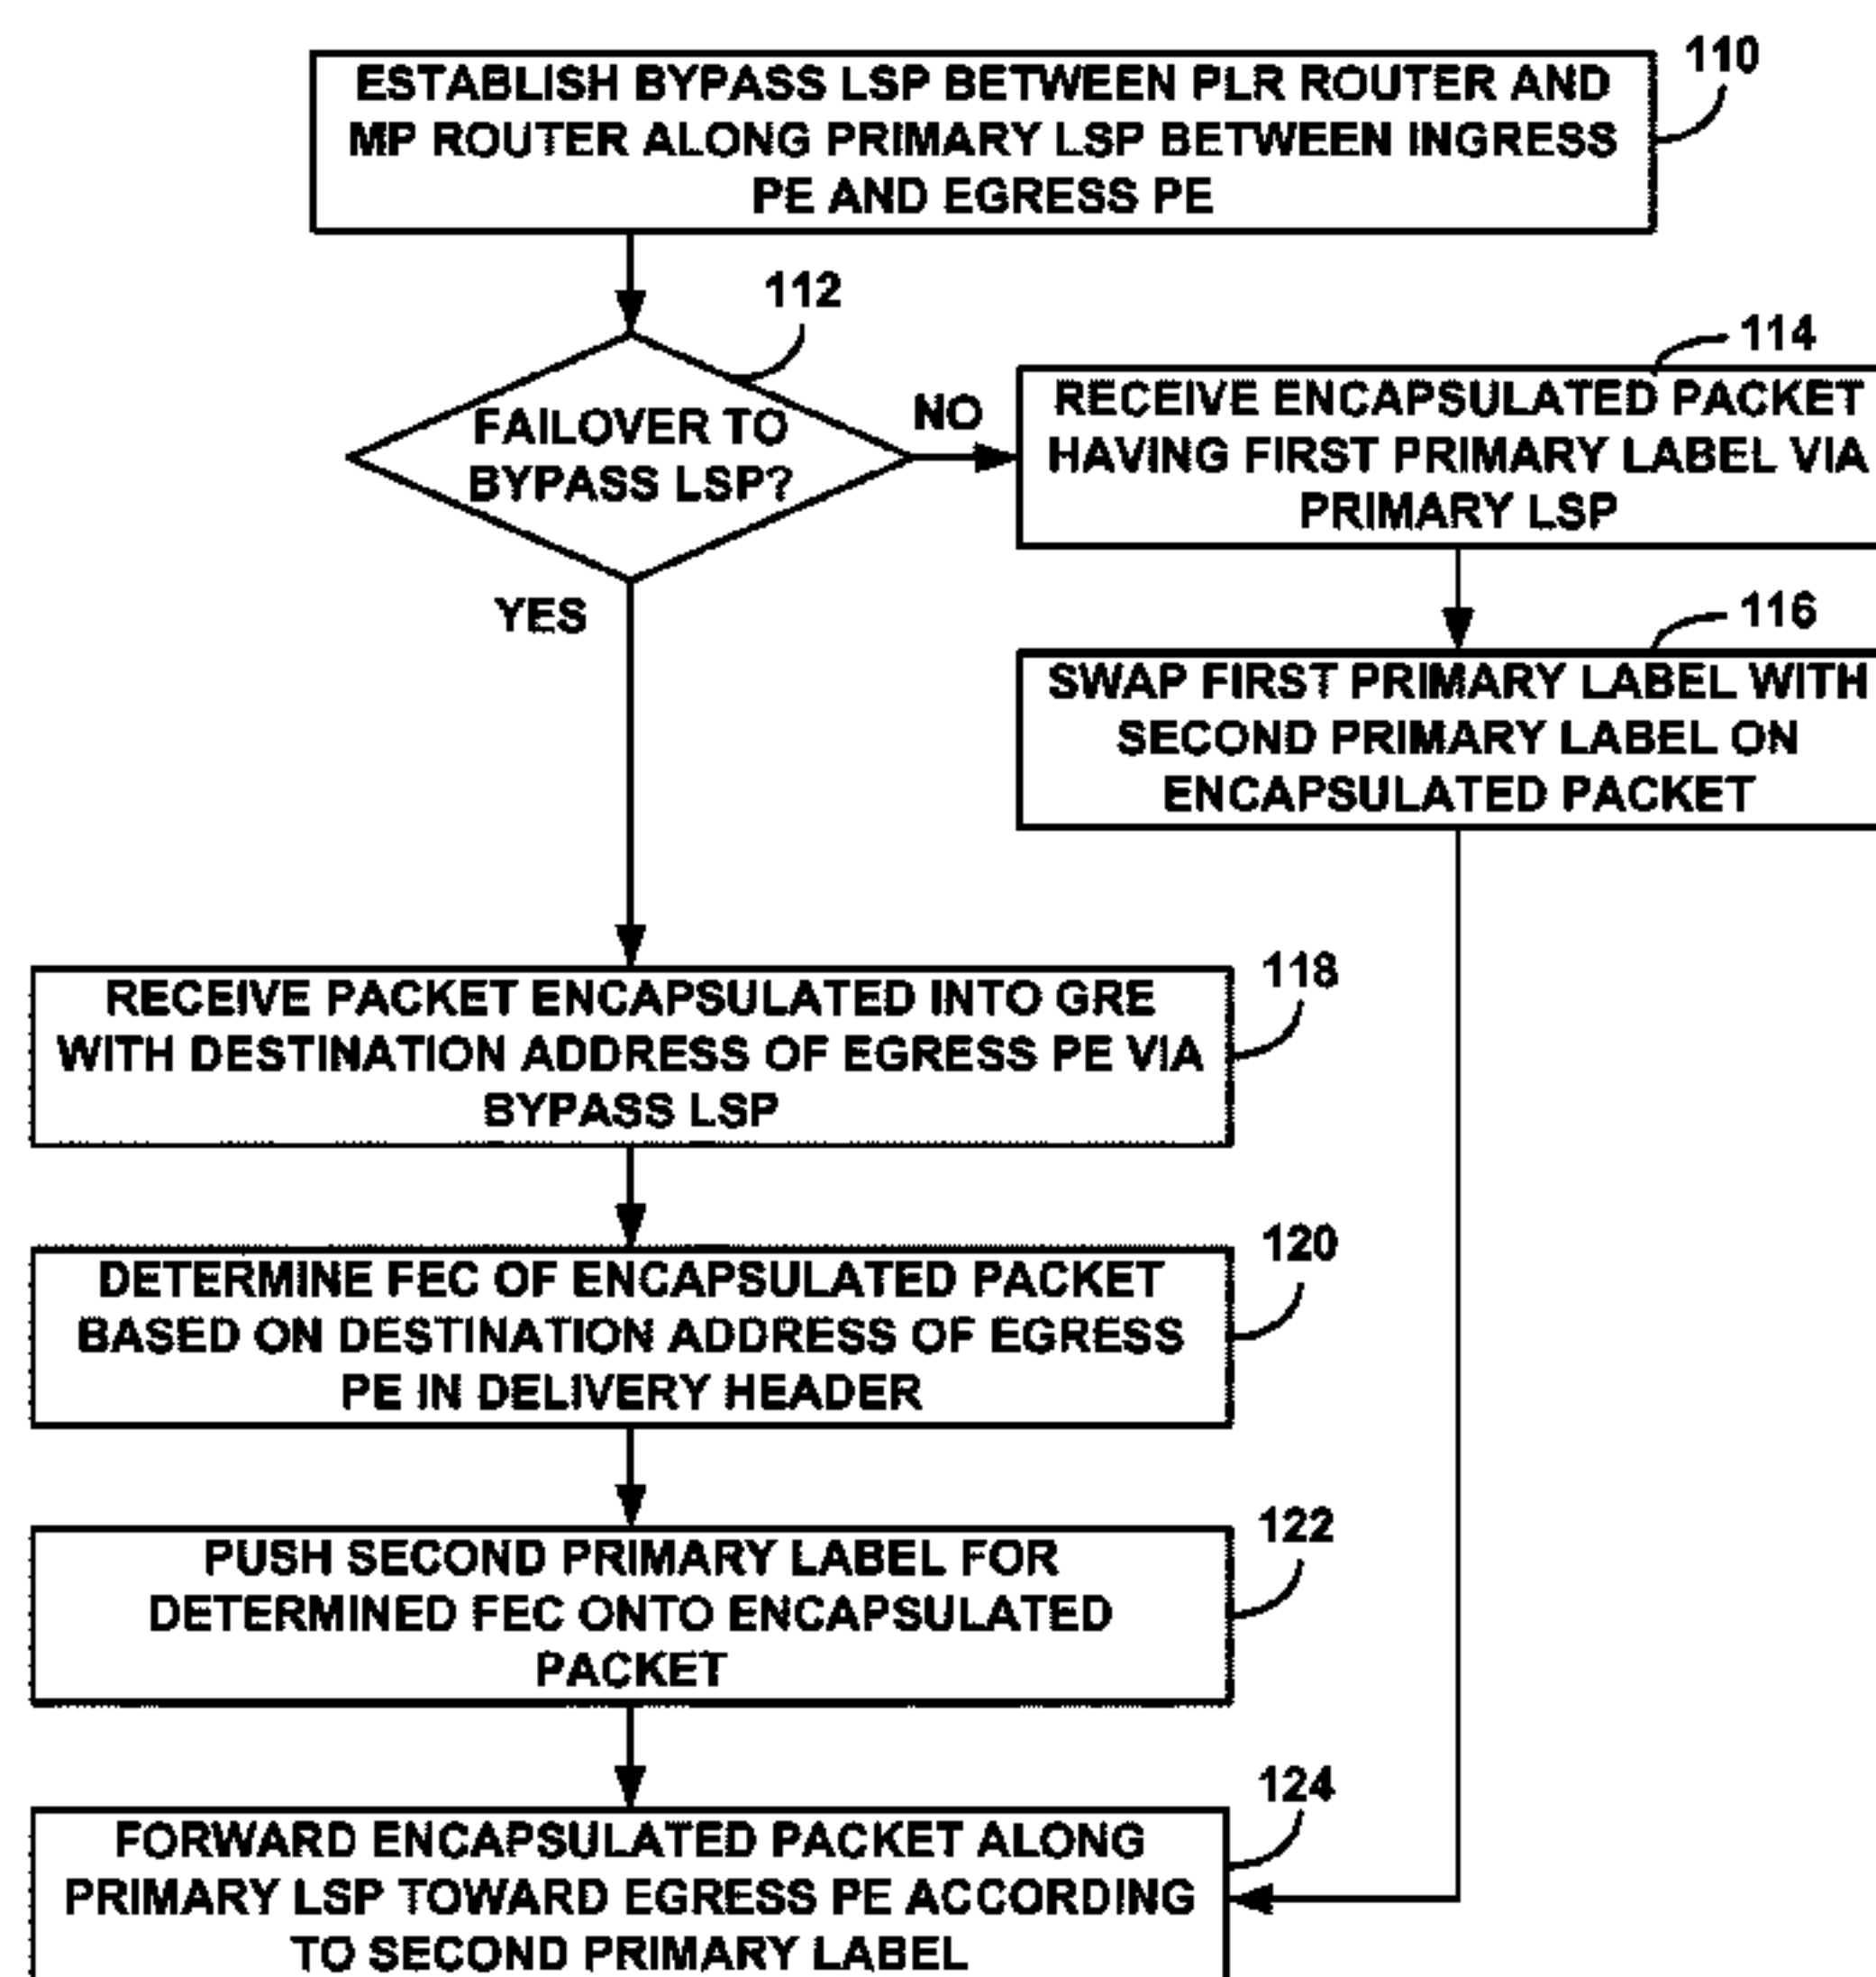 110
ESTABLISH BYPASS LSP BETWEEN PLR ROUTER AND
MP ROUTER ALONG PRIMARY LSP BETWEEN INGRESS
PE AND EGRESS PE
112
FAILOVER TO
BYPASS LSP?
NO
YES
114
RECEIVE ENCAPSULATED PACKET
HAVING FIRST PRIMARY LABEL VIA
PRIMARY LSP
116
SWAP FIRST PRIMARY LABEL WITH
SECOND PRIMARY LABEL ON
ENCAPSULATED PACKET
118
RECEIVE PACKET ENCAPSULATED INTO GRE
WITH DESTINATION ADDRESS OF EGRESS PE VIA
BYPASS LSP
120
DETERMINE FEC OF ENCAPSULATED PACKET
BASED ON DESTINATION ADDRESS OF EGRESS
PE IN DELIVERY HEADER
122
PUSH SECOND PRIMARY LABEL FOR
DETERMINED FEC ONTO ENCAPSULATED
PACKET
124
FORWARD ENCAPSULATED PACKET ALONG
PRIMARY LSP TOWARD EGRESS PE ACCORDING
TO SECOND PRIMARY LABEL